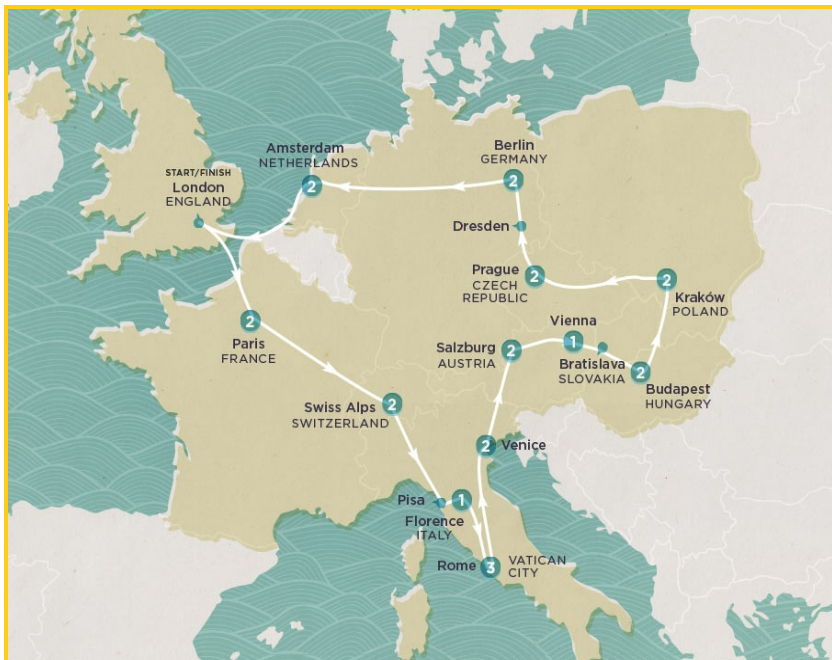 Amsterdam
NETHERLANDS
2
Berlin
GERMANY
2
START/FINISH
London
ENGLAND
Dresden
Prague
CZECH
REPUBLIC
2
2
Kraków
POLAND
2
Paris
FRANCE
Vienna
1
Salzburg
AUSTRIA
2
Bratislava
SLOVAKIA
2
Budapest
HUNGARY
Swiss Alps
SWITZERLAND
2
2
Venice
Pisa
1
Florence
ITALY
Rome
3
VATICAN
CITY